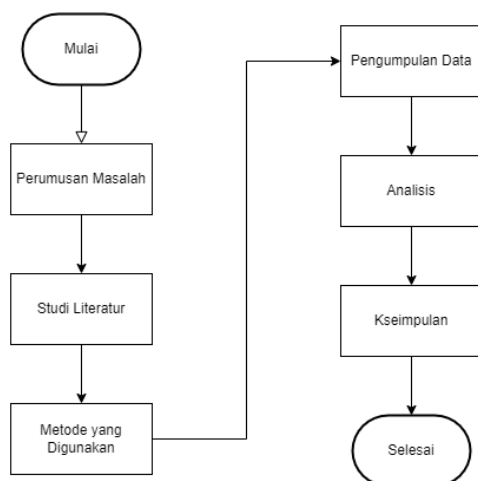 Mulai
Perumusan Masalah
Studi Literatur
Metode yang
Digunakan
Pengumpulan Data
Analisis
Kseimpulan
Selesai